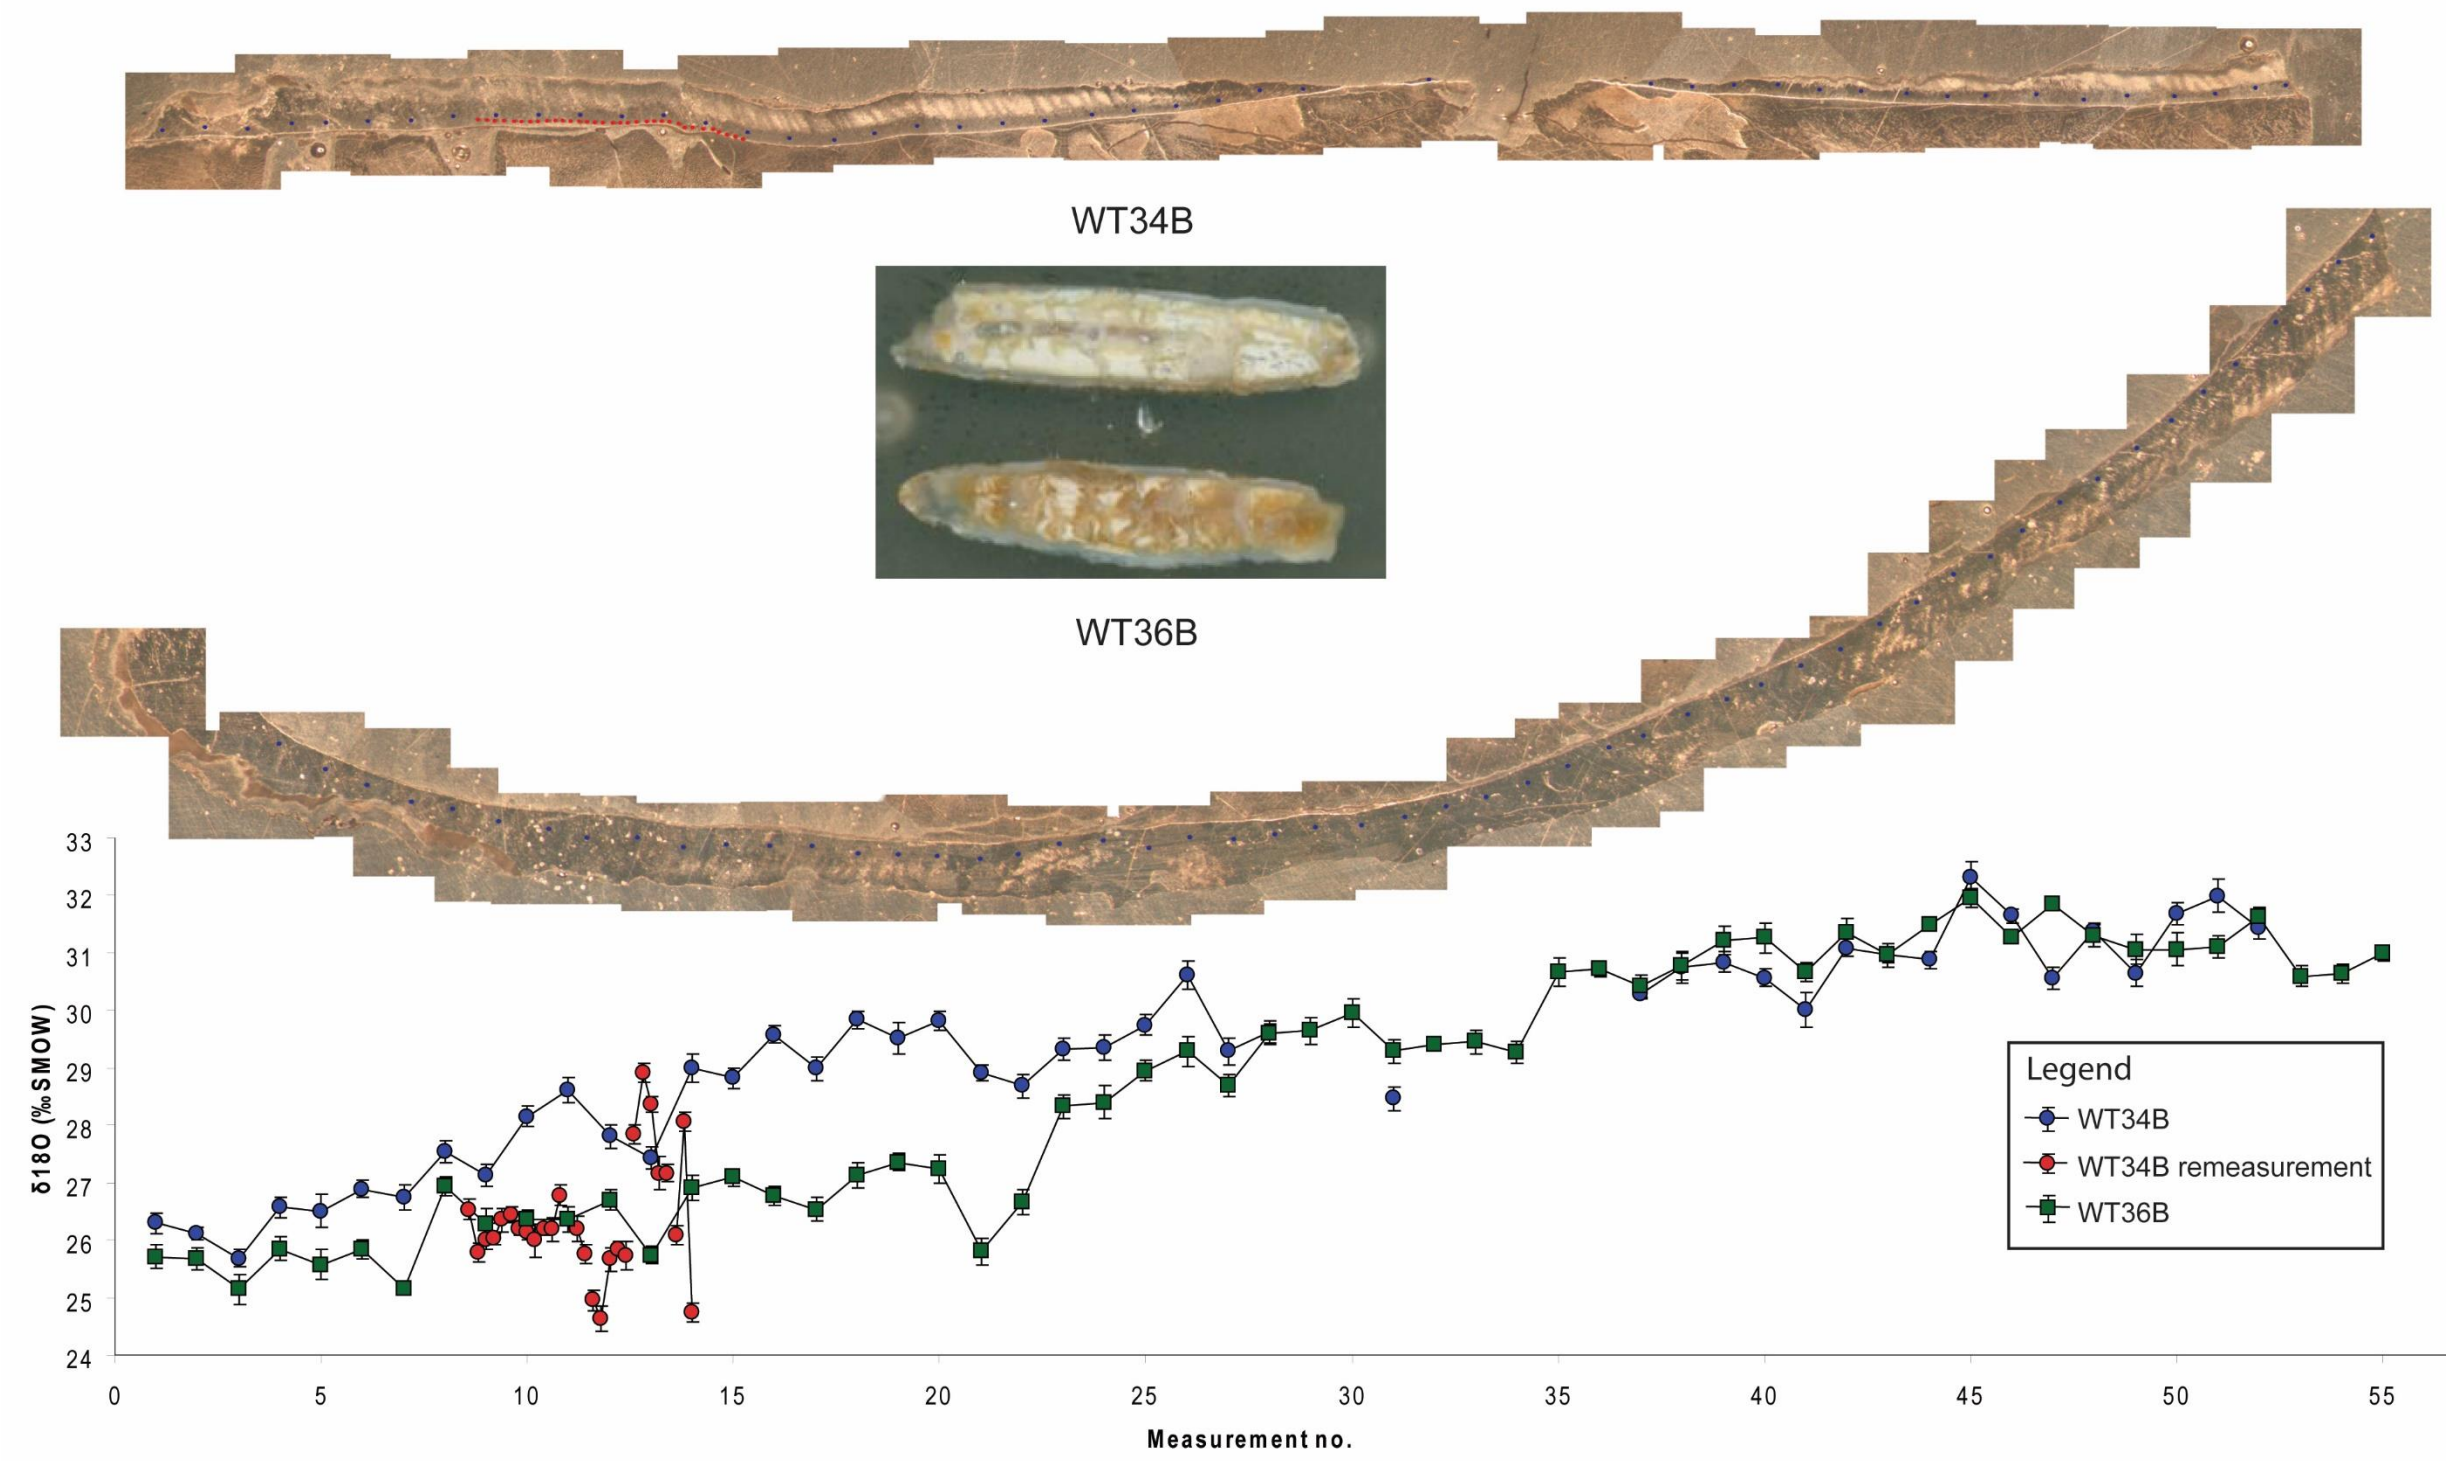 WT34B
WT36B
33
32
31
30
29
28
27
26
25
24
δ18O (‰SMOW)
0 5 10 15 20 25 30 35 40 45 50 55
Measurement no.
Legend
WT34B
WT34B remeasurement
WT36B